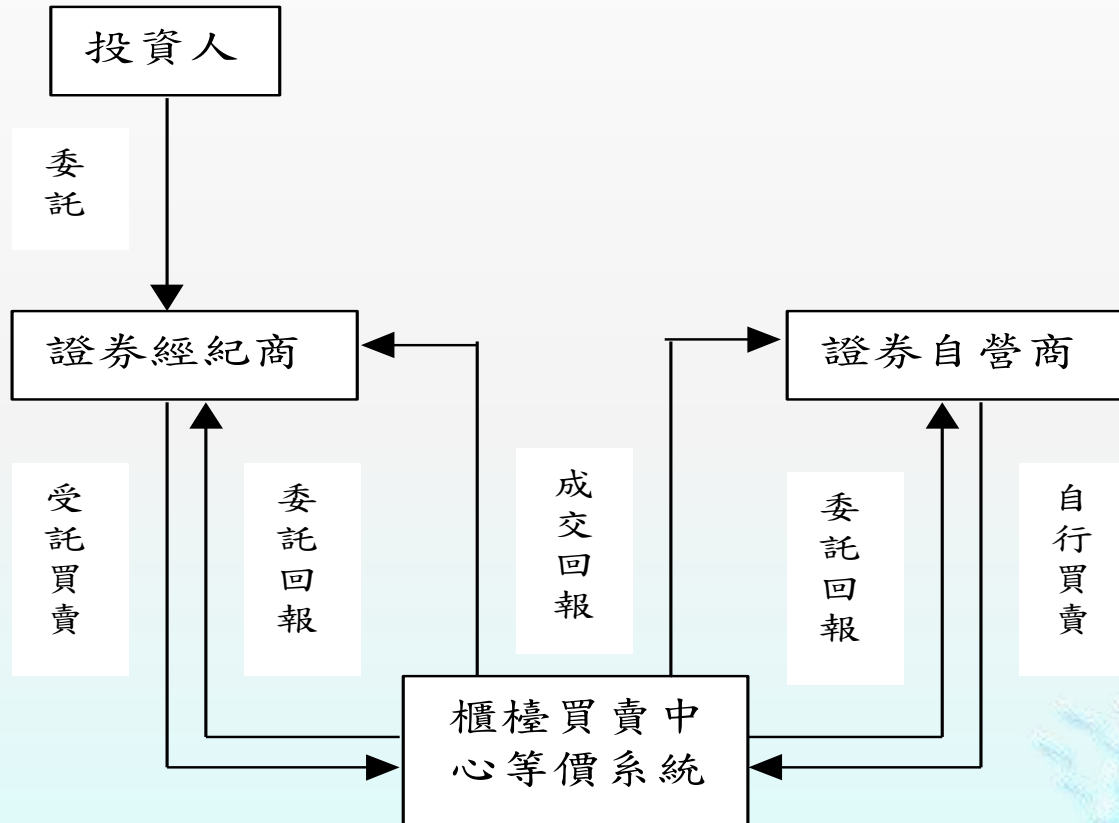 投資人
委託
證券經紀商
證券自營商
受託買賣
委託回報
成交回報
委託回報
自行買賣
櫃檯買賣中
心等價系統